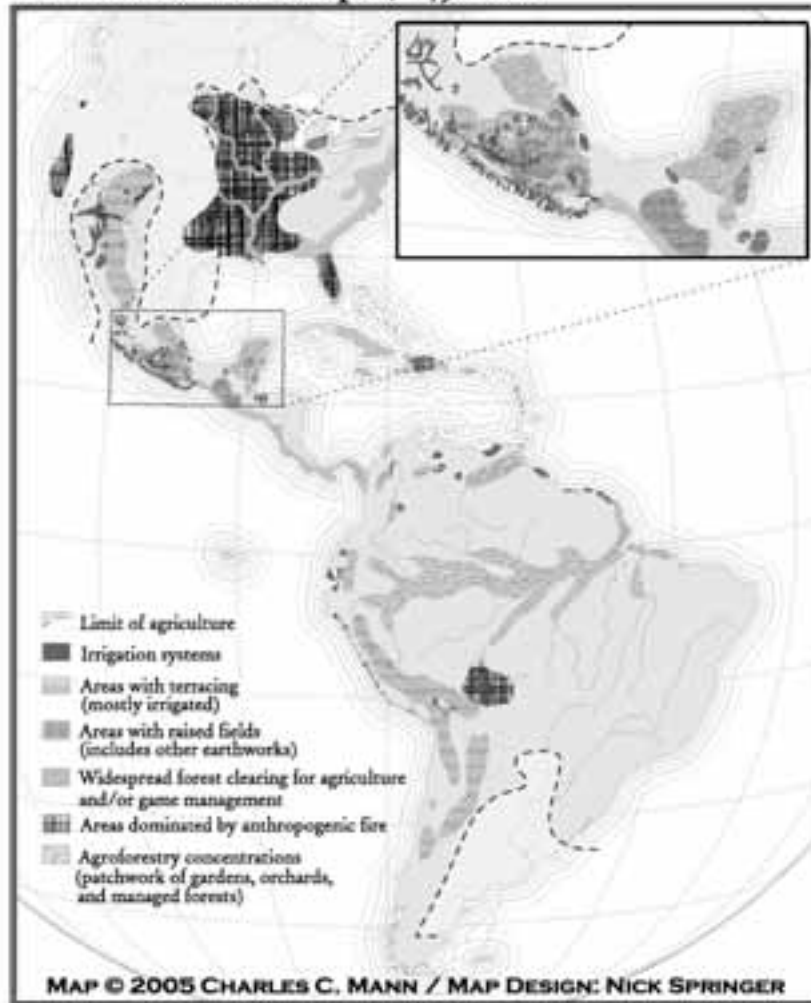 Limit of agriculture
Irrigation systems
Areas with terracing
(mostly irrigated)
Areas with raised fields
(includes other earthworks)
Widespread forest clearing for agriculture
and/or game management
Areas dominated by anthropogenic fire
Agroforestry concentrations
(patchwork of gardens, orchards,
and managed forests)
MAP © 2005 CHARLES C. MANN / MAP DESIGN: NICK SPRINGER